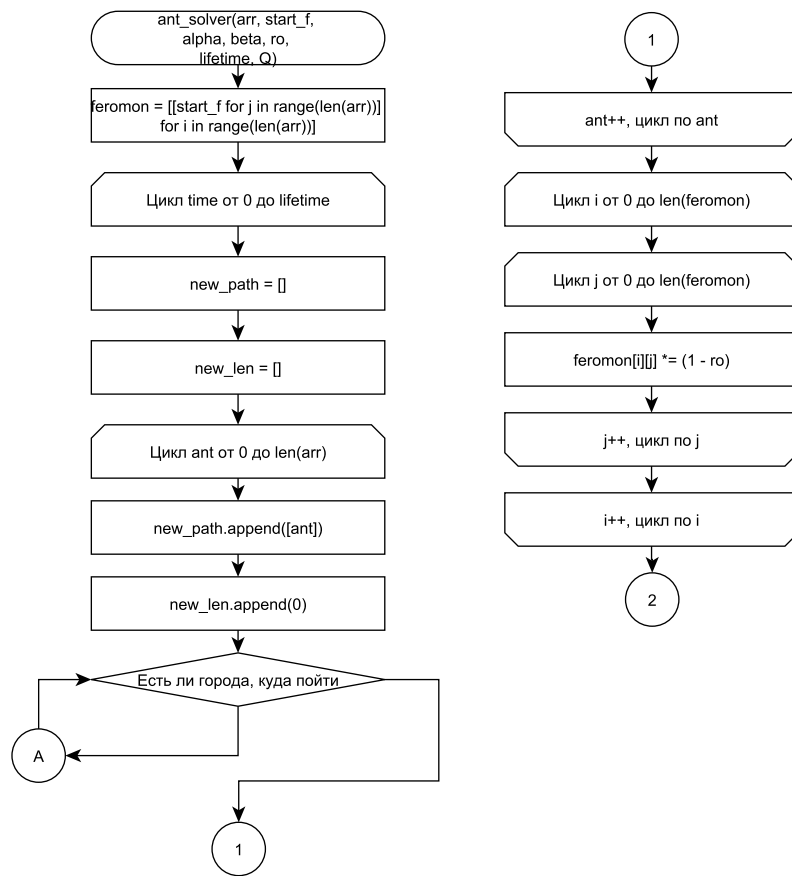 ant_solver(arr, start_f,
alpha, beta, ro,
lifetime, Q)
feromon = [[start_f for j in range(len(arr))]
for i in range(len(arr))]
Цикл time от 0 до lifetime
new_path = []
new_len = []
Цикл ant от 0 до len(arr)
new_path.append([ant])
new_len.append(0)
Есть ли города, куда пойти
A
1
1
ant++, цикл по ant
Цикл i от 0 до len(feromon)
Цикл j от 0 до len(feromon)
feromon[i][j] *= (1 - ro)
j++, цикл по j
i++, цикл по i
2